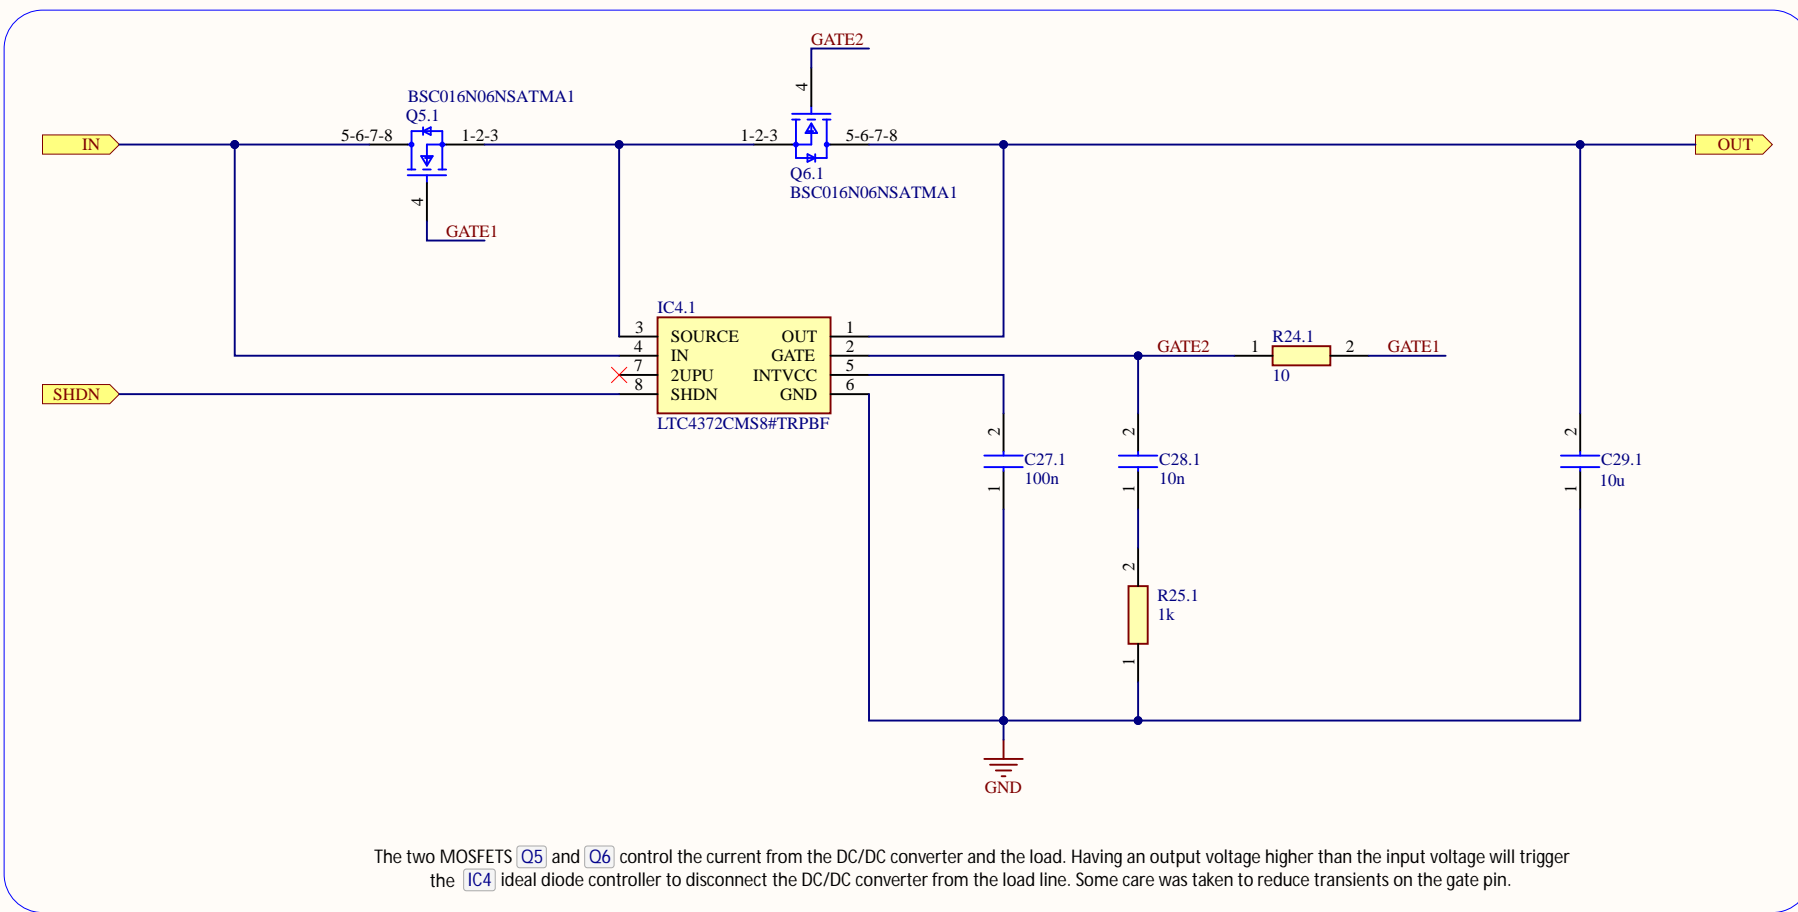 GATE2
4
BSC016N06NSATMA1
Q5.1
IN
5-6-7-8
1-2-3
1-2-3
5-6-7-8
OUT
Q6.1
BSC016N06NSATMA1
4
GATE1
IC4.1
3 SOURCE OUT 1
4 IN GATE 2
7 2UPU INTVCC 5
8 SHDN GND 6
LTC4372CMS8#TRPBF
SHDN
GATE2
R24.1
1
2
10
GATE1
2
C27.1
100n
1
2
C28.1
10n
1
2
C29.1
10u
1
2
R25.1
1k
1
GND
The two MOSFETS Q5 and Q6 control the current from the DC/DC converter and the load. Having an output voltage higher than the input voltage will trigger
the IC4 ideal diode controller to disconnect the DC/DC converter from the load line. Some care was taken to reduce transients on the gate pin.